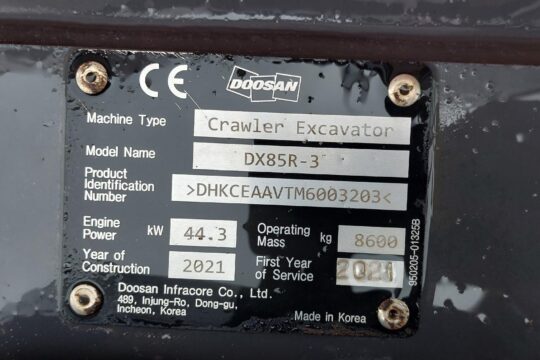 CE DOOSAN
Machine Type Crawler Excavator
Model Name DX85R-3
Product Identification Number >DHKCEAAVTM6003203<
Engine Power kW 44.3 Operating Mass kg 8600
Year of Construction 2021 First Year of Service 2021
Doosan Infracore Co., Ltd.
489, Injung-Ro, Dong-gu,
Incheon, Korea Made in Korea
950205-01325B